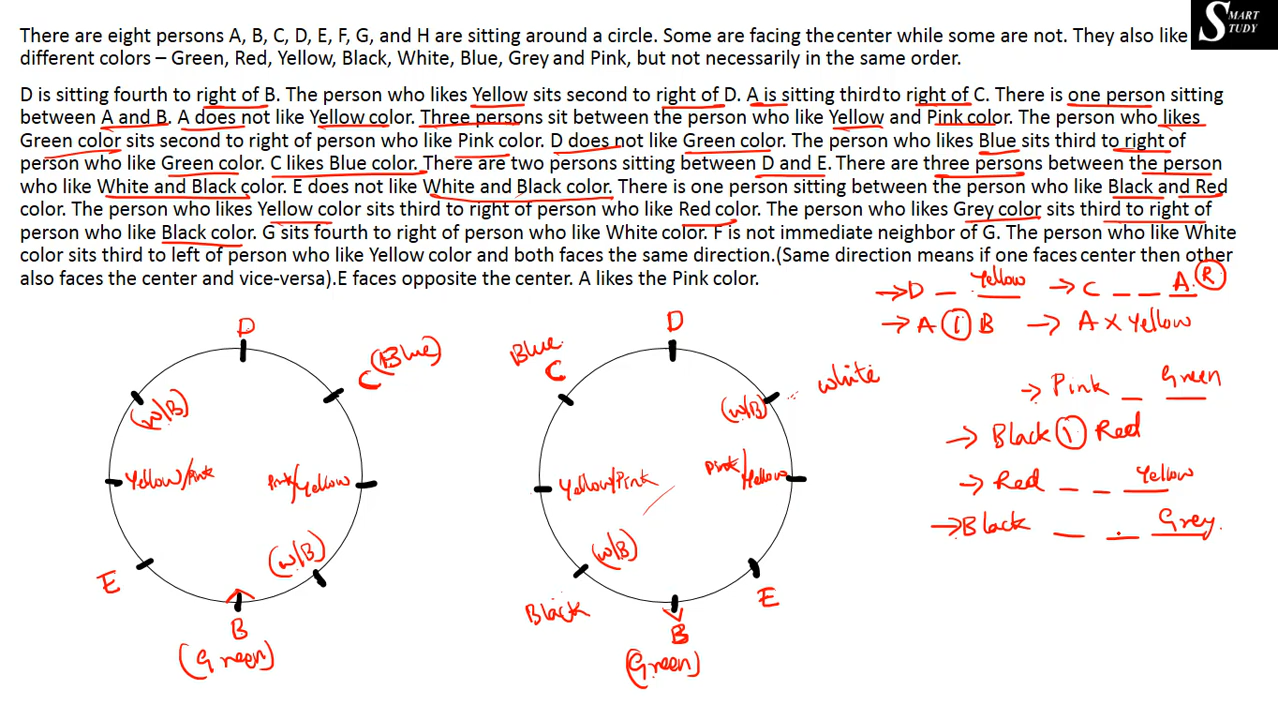 SMART
STUDY
There are eight persons A, B, C, D, E, F, G, and H are sitting around a circle. Some are facing the center while some are not. They also like
different colors – Green, Red, Yellow, Black, White, Blue, Grey and Pink, but not necessarily in the same order.
D is sitting fourth to right of B. The person who likes Yellow sits second to right of D. A is sitting third to right of C. There is one person sitting
between A and B. A does not like Yellow color. Three persons sit between the person who like Yellow and Pink color. The person who likes
Green color sits second to right of person who like Pink color. D does not like Green color. The person who likes Blue sits third to right of
person who like Green color. C likes Blue color. There are two persons sitting between D and E. There are three persons between the person
who like White and Black color. E does not like White and Black color. There is one person sitting between the person who like Black and Red
color. The person who likes Yellow color sits third to right of person who like Red color. The person who likes Grey color sits third to right of
person who like Black color. G sits fourth to right of person who like White color. F is not immediate neighbor of G. The person who like White
color sits third to left of person who like Yellow color and both faces the same direction.(Same direction means if one faces center then other
also faces the center and vice-versa).E faces opposite the center. A likes the Pink color.
→D _ Yellow →C _ _ A (R)
→A (1) B → A x Yellow
→ Pink _ Green
→ Black (1) Red
→ Red _ _ Yellow
→Black _ _ Grey.
D
C (Blue)
(W/B)
Yellow/Pink
Pink/Yellow
(W/B)
E
B
(Green)
D
Blue
C
White
(W/B)
Yellow/Pink
Pink/Yellow
(W/B)
Black
E
B
(Green)